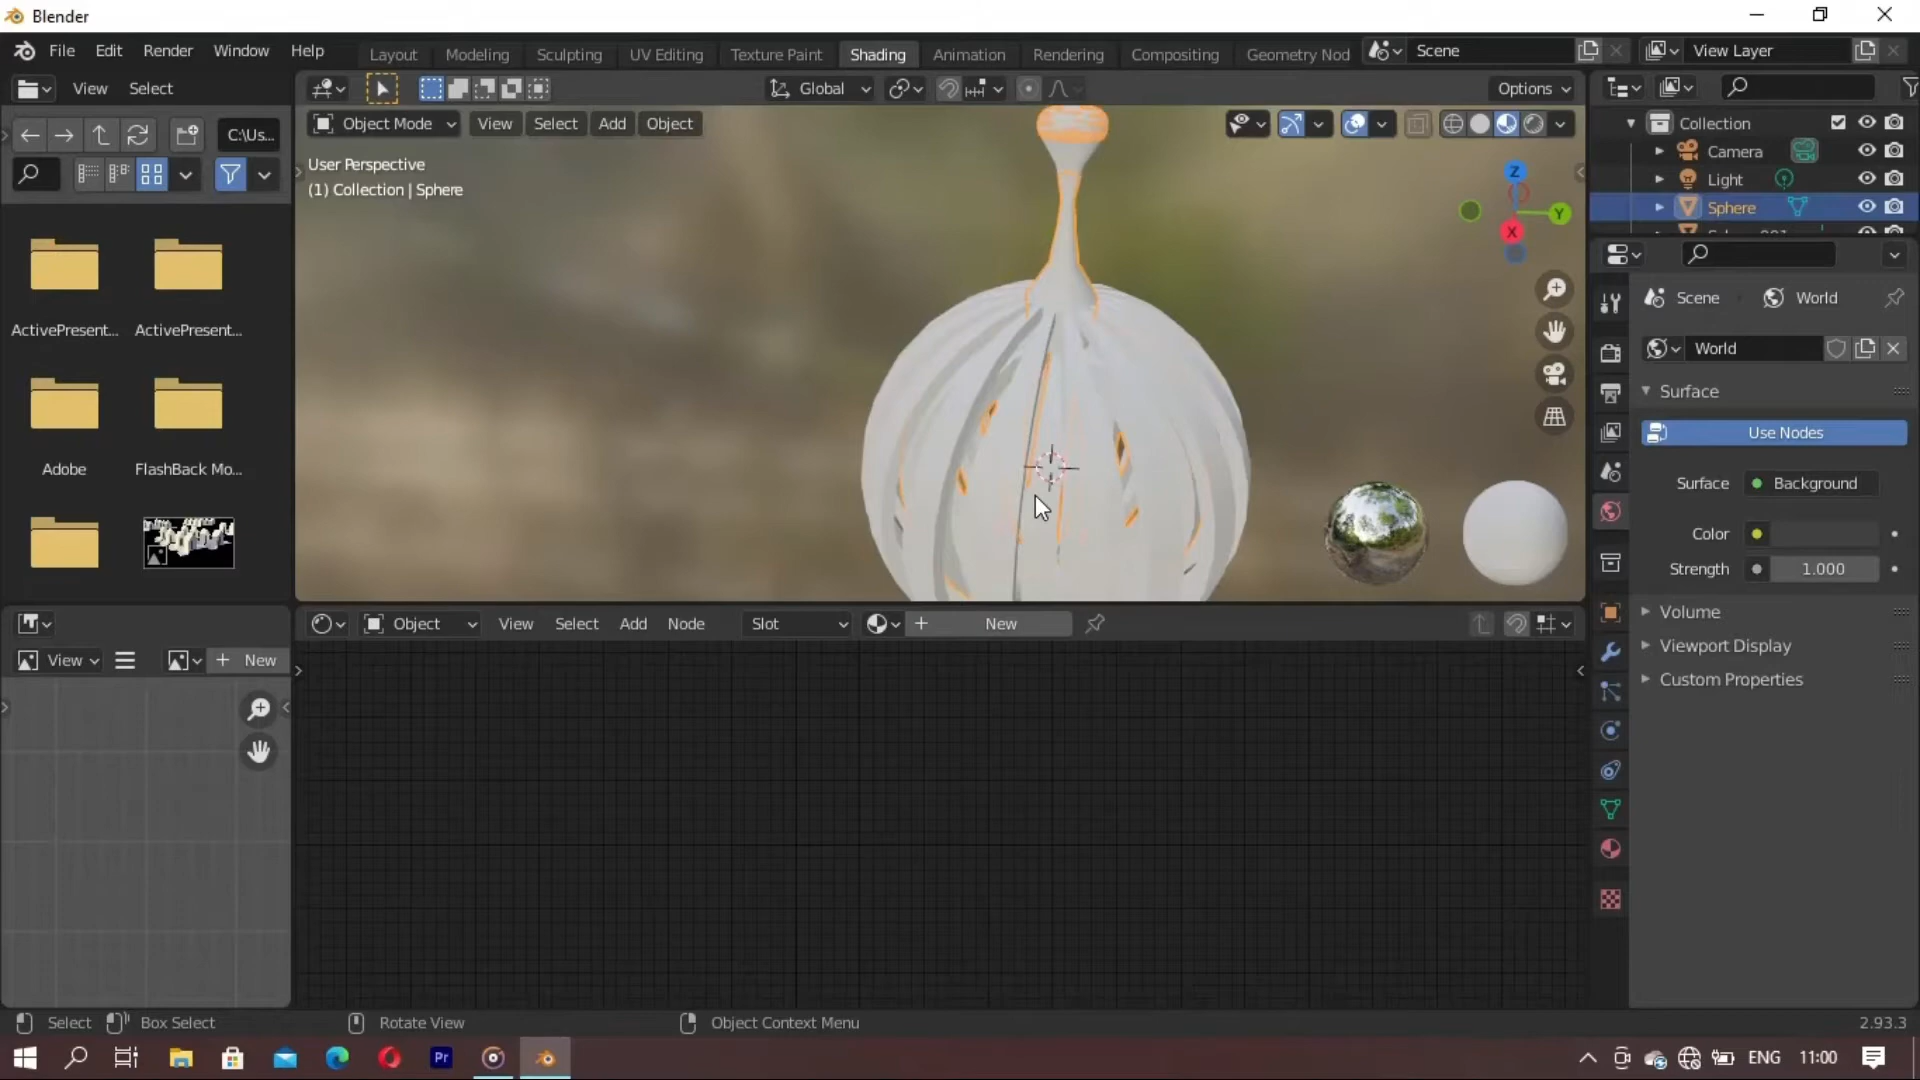 Blender
File Edit Render Window Help
Layout Modeling Sculpting UV Editing Texture Paint Shading Animation Rendering Compositing Geometry Nod
Scene
View Layer
View Select
Global
Options
C:\Us...
Object Mode View Select Add Object
User Perspective
(1) Collection | Sphere
Z
Y
X
Collection
Camera
Light
Sphere
Scene World
World
Surface
Use Nodes
Surface Background
Color
Strength 1.000
Volume
Viewport Display
Custom Properties
ActivePresent... ActivePresent...
Adobe FlashBack Mo...
View New
Object View Select Add Node Slot New
Select Box Select Rotate View Object Context Menu 2.93.3
Pr
ENG 11:00